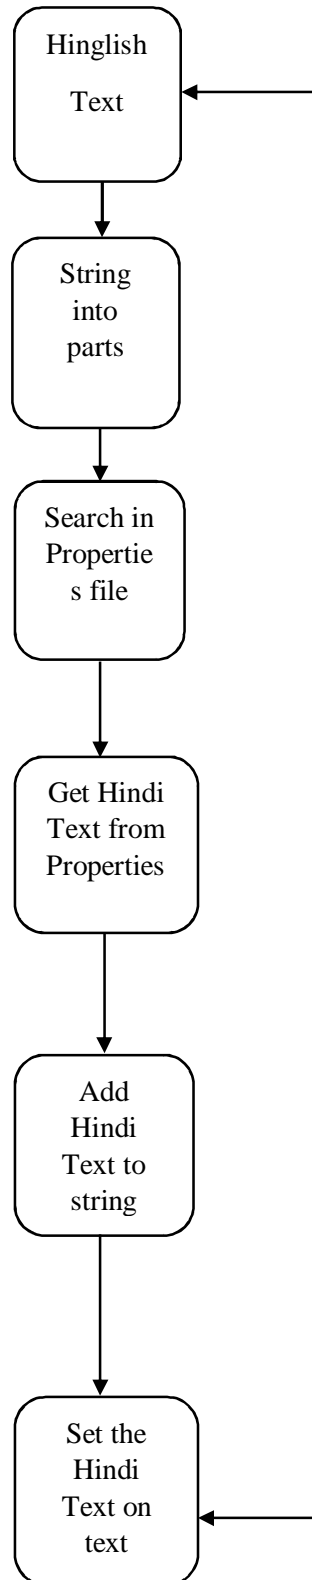 Hinglish
Text
String
into
parts
Search in
Propertie
s file
Get Hindi
Text from
Properties
Add
Hindi
Text to
string
Set the
Hindi
Text on
text